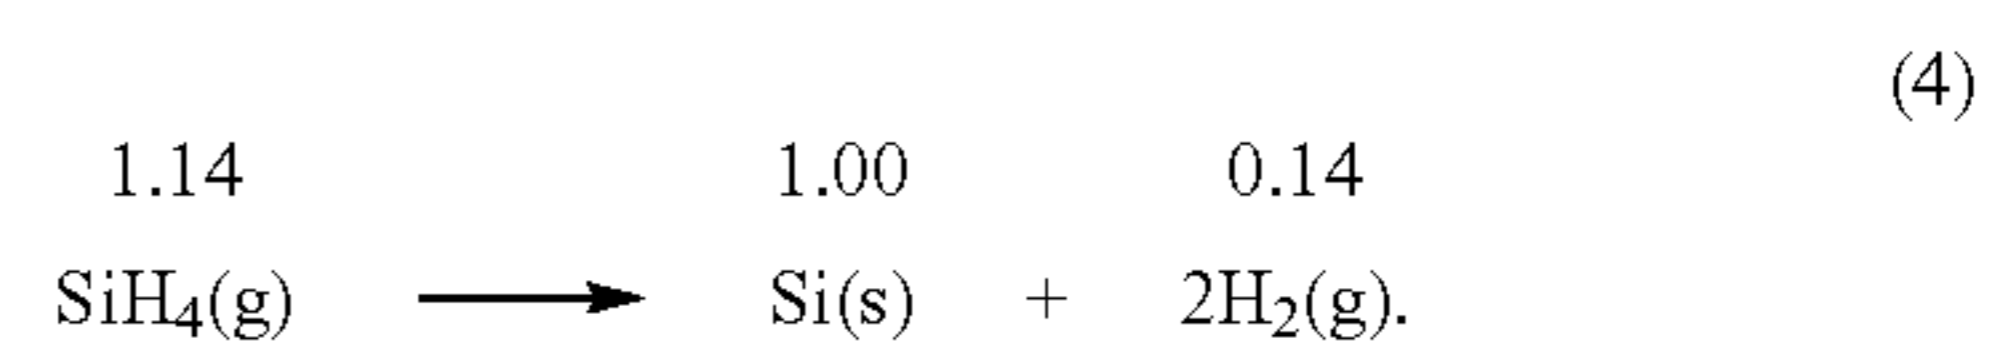 (4)
1.14 1.00 0.14
SiH₄(g) ⟶ Si(s) + 2H₂(g).